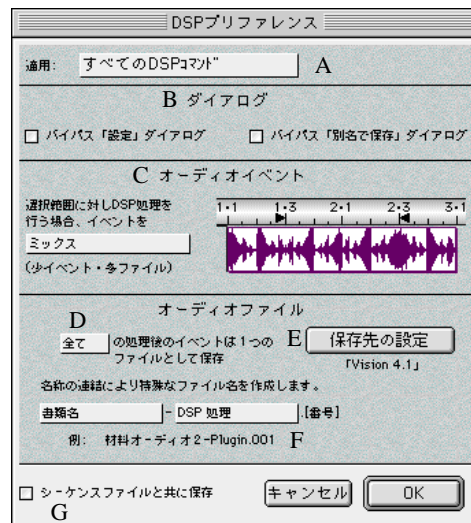 DSPプリファレンス
適用: すべてのDSPｺﾏﾝﾄﾞ A
B ダイアログ
バイパス「設定」ダイアログ バイパス「別名で保存」ダイアログ
C オーディオイベント
選択範囲に対しDSP処理を
行う場合、イベントを
ミックス
(少イベント・多ファイル)
1・1 1・3 2・1 2・3 3・1
オーディオファイル
D
全て の処理後のイベントは1つの
ファイルとして保存
E 保存先の設定
「Vision 4.1」
名称の連結により特殊なファイル名を作成します。
書類名 - DSP 処理 .[番号]
例: 材料オーディオ2-Plugin.001 F
シーケンスファイルと共に保存
G
キャンセル OK